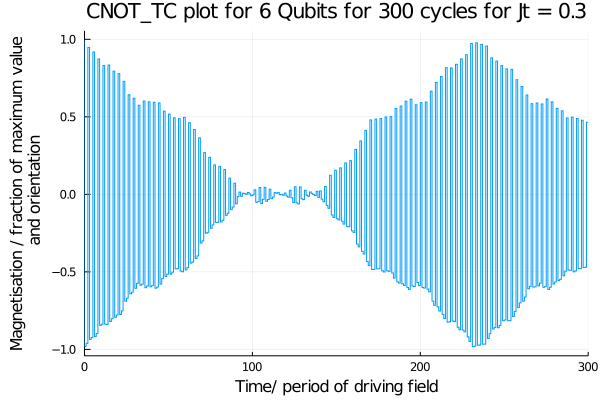 CNOT_TC plot for 6 Qubits for 300 cycles for Jt = 0.3
Magnetisation / fraction of maximum value
and orientation
1.0
0.5
0.0
−0.5
−1.0
0
100
200
300
Time/ period of driving field